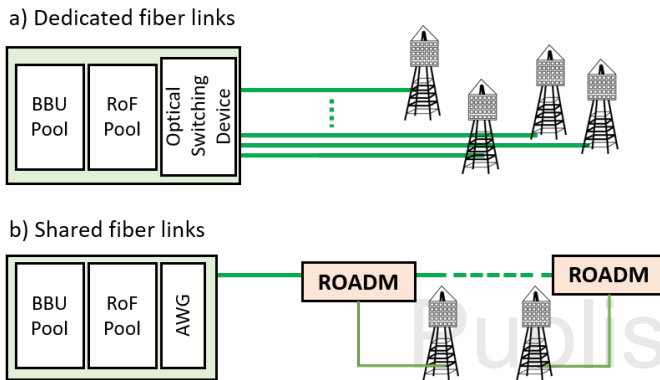 a) Dedicated fiber links
BBU
Pool
RoF
Pool
Optical
Switching
Device
b) Shared fiber links
BBU
Pool
RoF
Pool
AWG
ROADM
ROADM
Publis